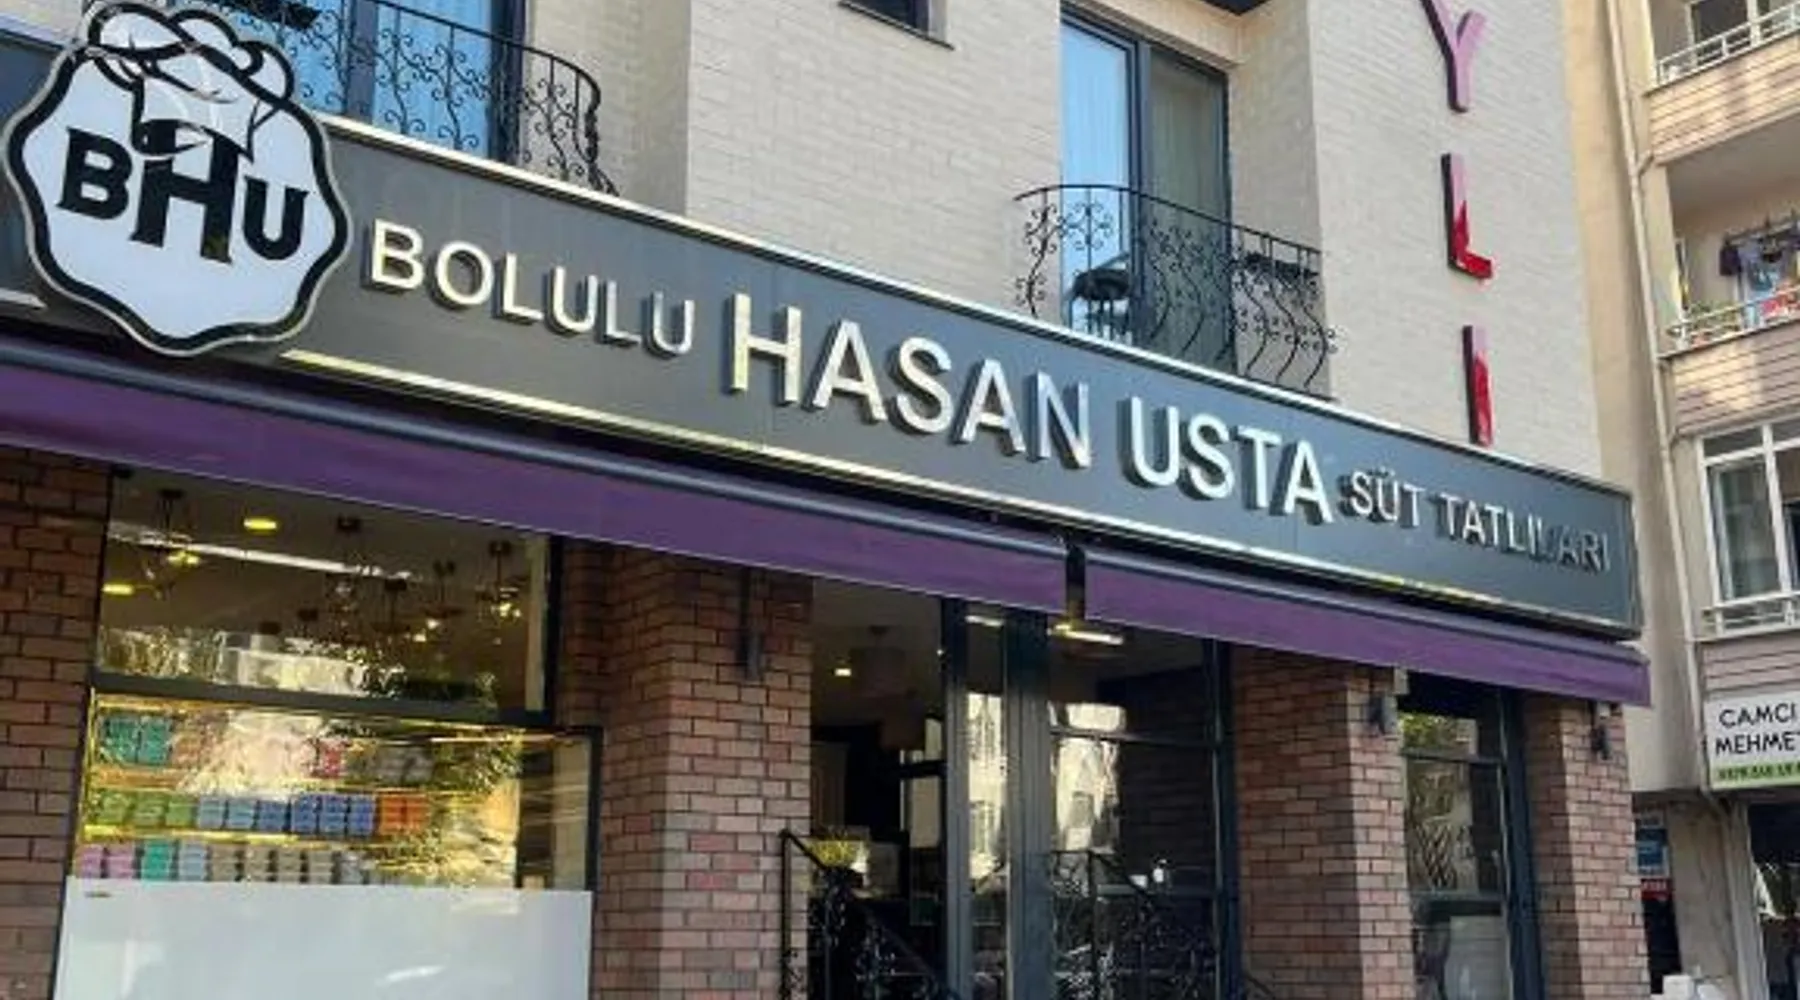 BHU
BOLULU HASAN USTA SÜT TATLILARI
Y
L
I
CAMCI
MEHMET